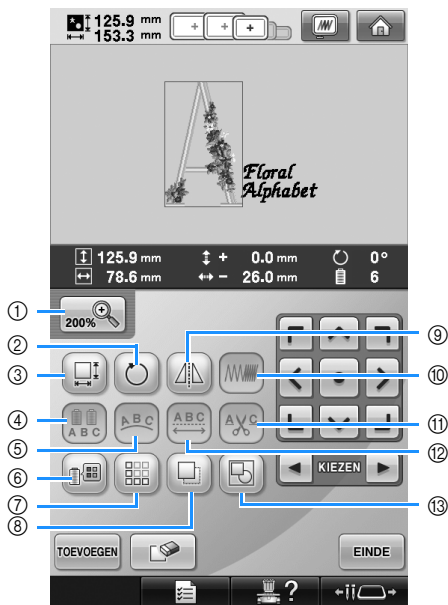 125.9 mm
153.3 mm
Floral
Alphabet
125.9 mm + 0.0 mm 0°
78.6 mm - 26.0 mm 6
① 200%
②
③
④ A B C
⑤ ABC
⑥
⑦
⑧
⑨
⑩
⑪ A C
⑫ ABC
⑬
KIEZEN
TOEVOEGEN
EINDE
?